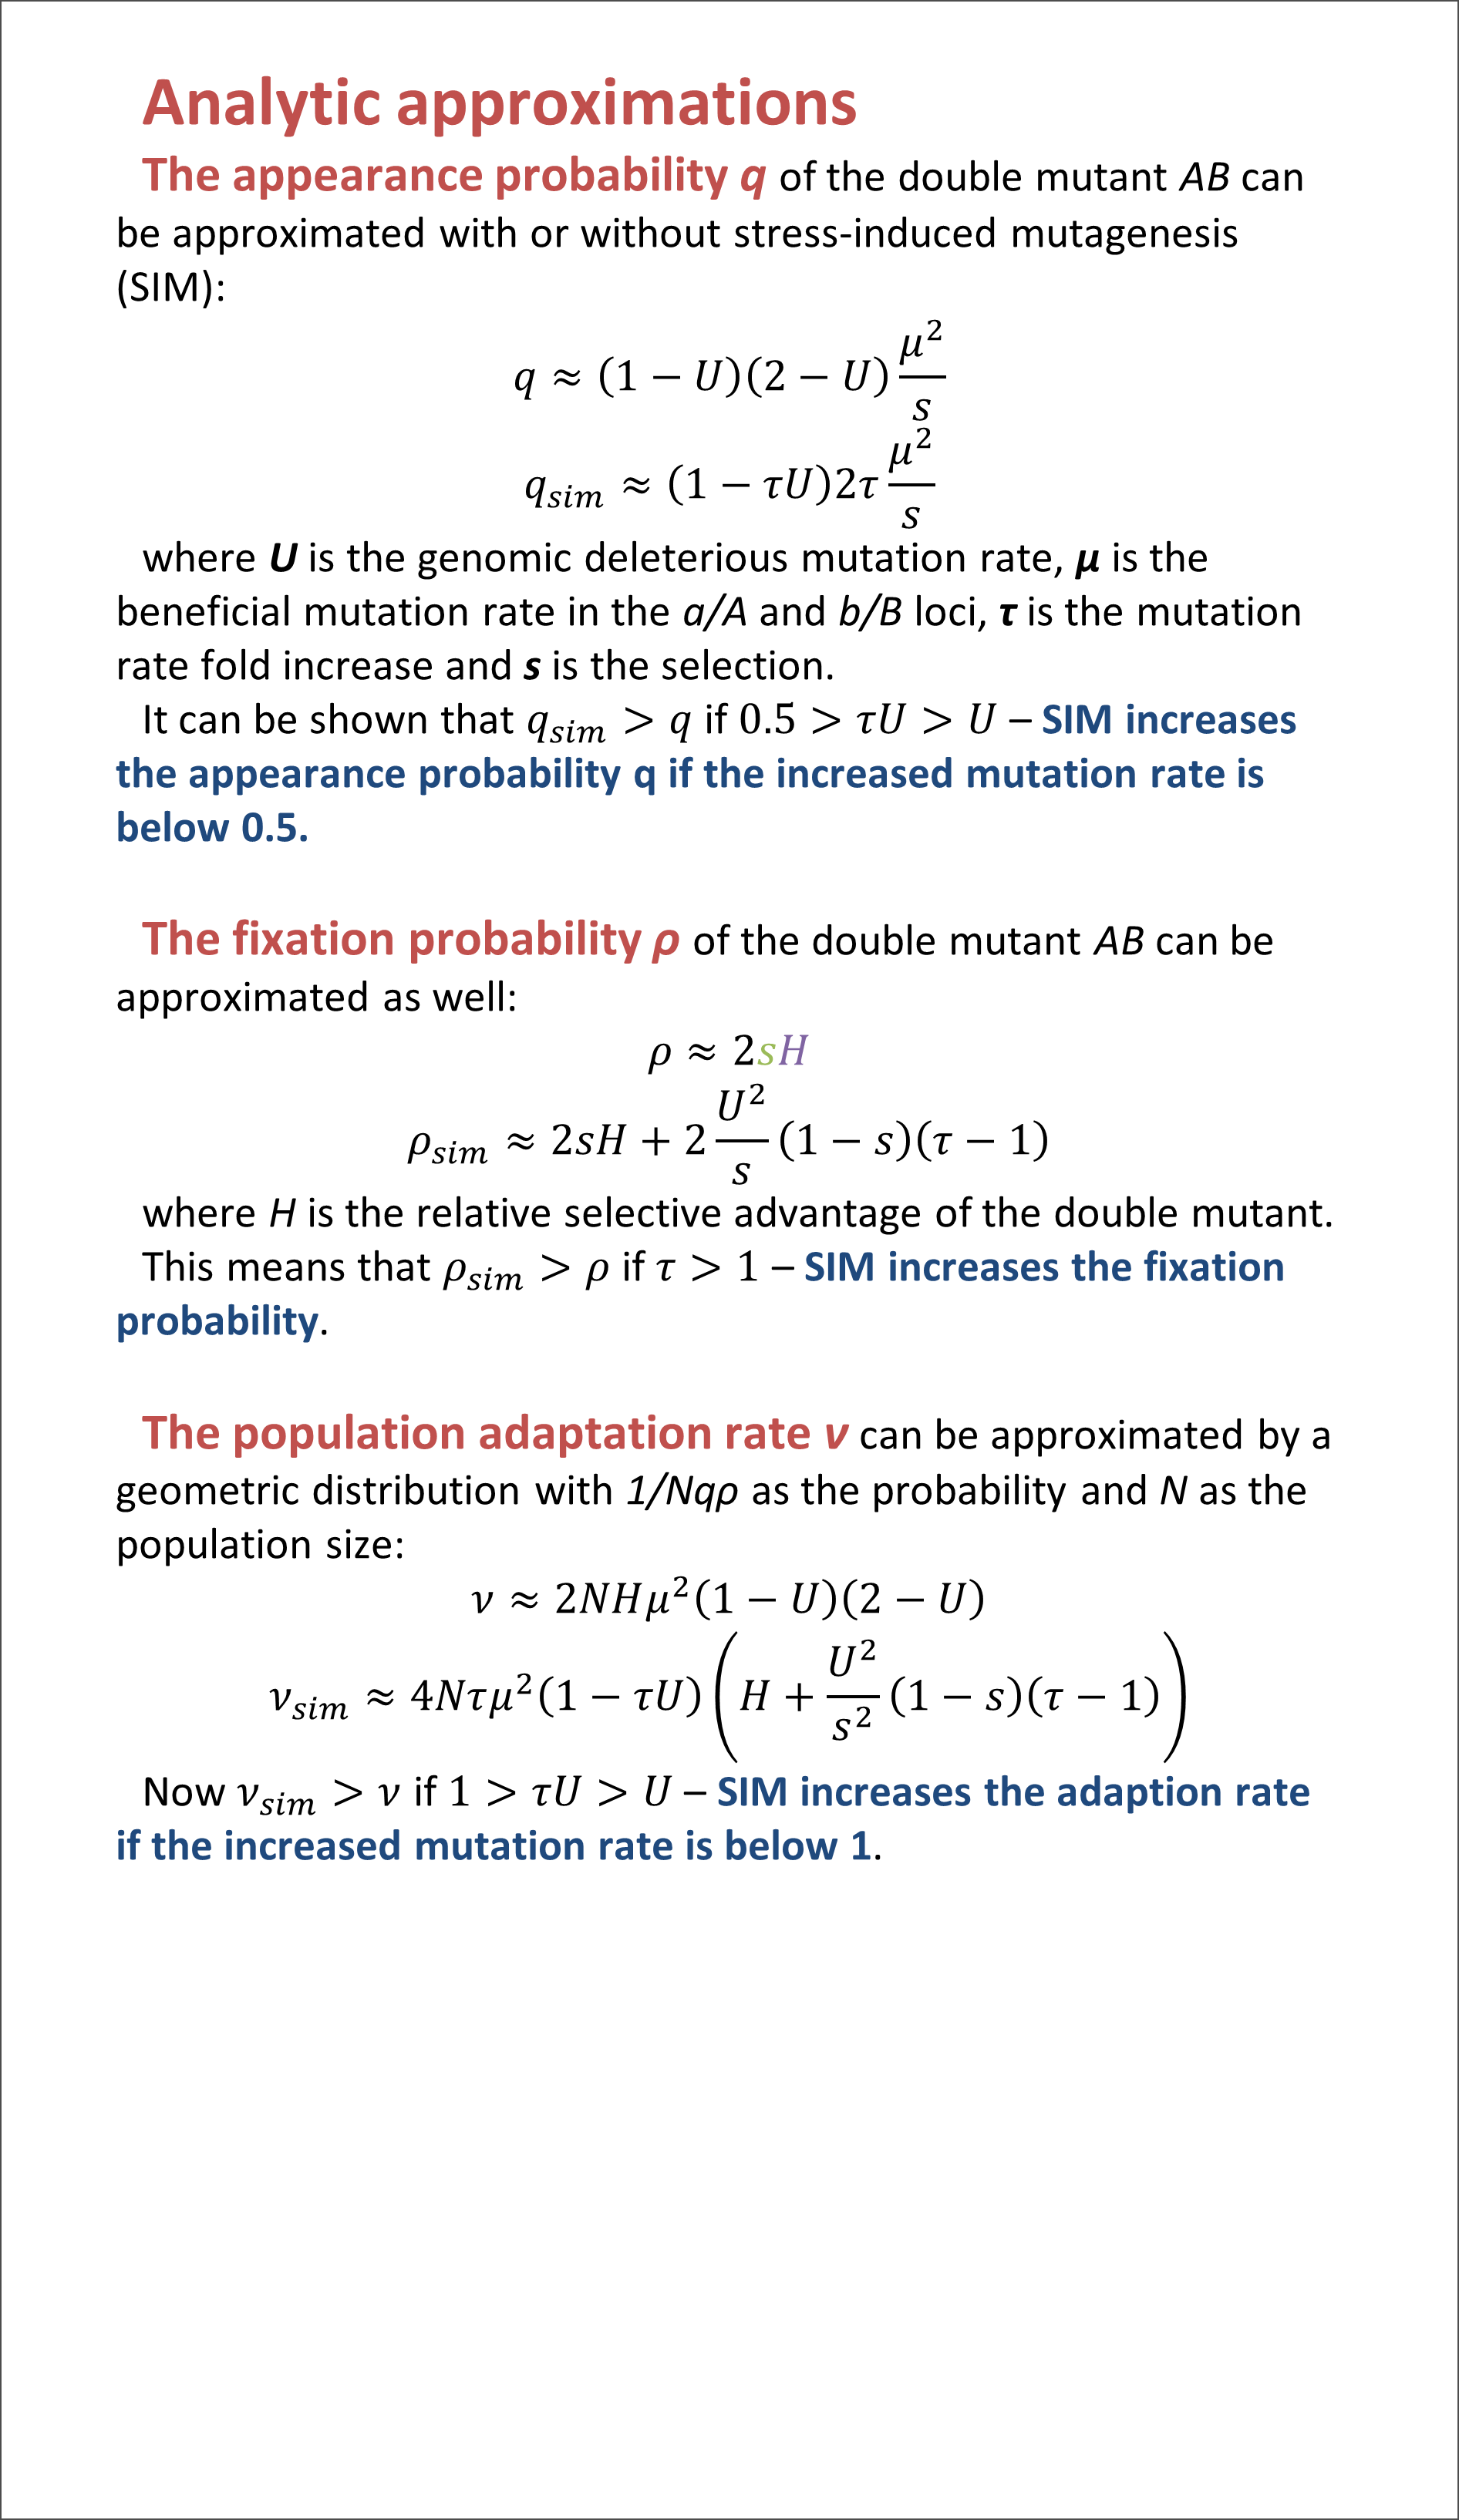 Analytic approximations
The appearance probability q of the double mutant AB can
be approximated with or without stress-induced mutagenesis
(SIM):
q ≈ (1 − U)(2 − U) μ²/s
q_sim ≈ (1 − τU)2τ μ²/s
where U is the genomic deleterious mutation rate, μ is the
beneficial mutation rate in the a/A and b/B loci, τ is the mutation
rate fold increase and s is the selection.
It can be shown that q_sim > q if 0.5 > τU > U – SIM increases
the appearance probability q if the increased mutation rate is
below 0.5.
The fixation probability ρ of the double mutant AB can be
approximated as well:
ρ ≈ 2sH
ρ_sim ≈ 2sH + 2 U²/s (1 − s)(τ − 1)
where H is the relative selective advantage of the double mutant.
This means that ρ_sim > ρ if τ > 1 – SIM increases the fixation
probability.
The population adaptation rate ν can be approximated by a
geometric distribution with 1/Nqρ as the probability and N as the
population size:
ν ≈ 2NHμ²(1 − U)(2 − U)
ν_sim ≈ 4Nτμ²(1 − τU)(H + U²/s² (1 − s)(τ − 1))
Now ν_sim > ν if 1 > τU > U – SIM increases the adaption rate
if the increased mutation rate is below 1.